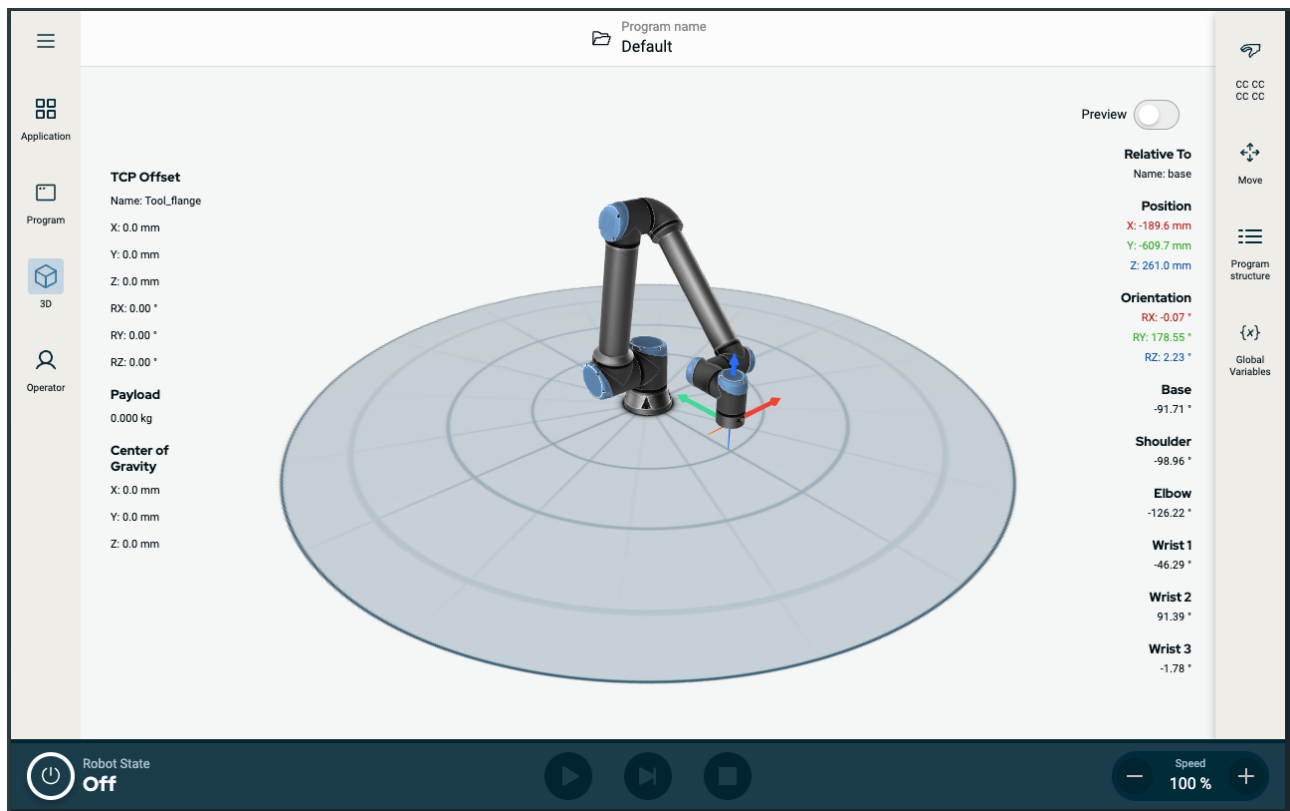 Program name
Default
CC CC
CC CC
Application
Program
3D
Operator
TCP Offset
Name: Tool_flange
X: 0.0 mm
Y: 0.0 mm
Z: 0.0 mm
RX: 0.00 °
RY: 0.00 °
RZ: 0.00 °
Payload
0.000 kg
Center of
Gravity
X: 0.0 mm
Y: 0.0 mm
Z: 0.0 mm
Preview
Relative To
Name: base
Position
X: -189.6 mm
Y: -609.7 mm
Z: 261.0 mm
Orientation
RX: -0.07 °
RY: 178.55 °
RZ: 2.23 °
Base
-91.71 °
Shoulder
-98.96 °
Elbow
-126.22 °
Wrist 1
-46.29 °
Wrist 2
91.39 °
Wrist 3
-1.78 °
Move
Program
structure
{x}
Global
Variables
Robot State
Off
Speed
100 %